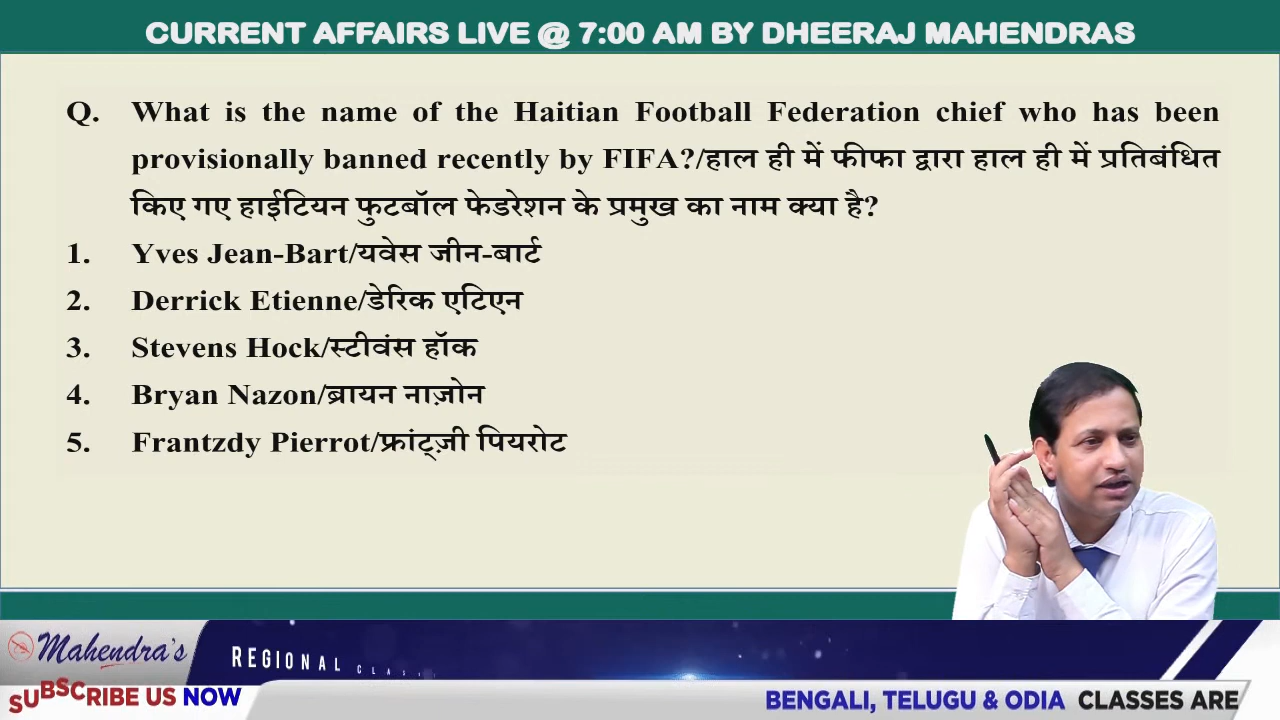 CURRENT AFFAIRS LIVE @ 7:00 AM BY DHEERAJ MAHENDRAS
Q. What is the name of the Haitian Football Federation chief who has been
provisionally banned recently by FIFA?/हाल ही में फीफा द्वारा हाल ही में प्रतिबंधित
किए गए हाईटियन फुटबॉल फेडरेशन के प्रमुख का नाम क्या है?
1. Yves Jean-Bart/यवेस जीन-बार्ट
2. Derrick Etienne/डेरिक एटिएन
3. Stevens Hock/स्टीवंस हॉक
4. Bryan Nazon/ब्रायन नाज़ोन
5. Frantzdy Pierrot/फ्रांट्ज़ी पियरोट
Mahendra's
REGIONAL CLAS
SUBSCRIBE US NOW
BENGALI, TELUGU & ODIA CLASSES ARE